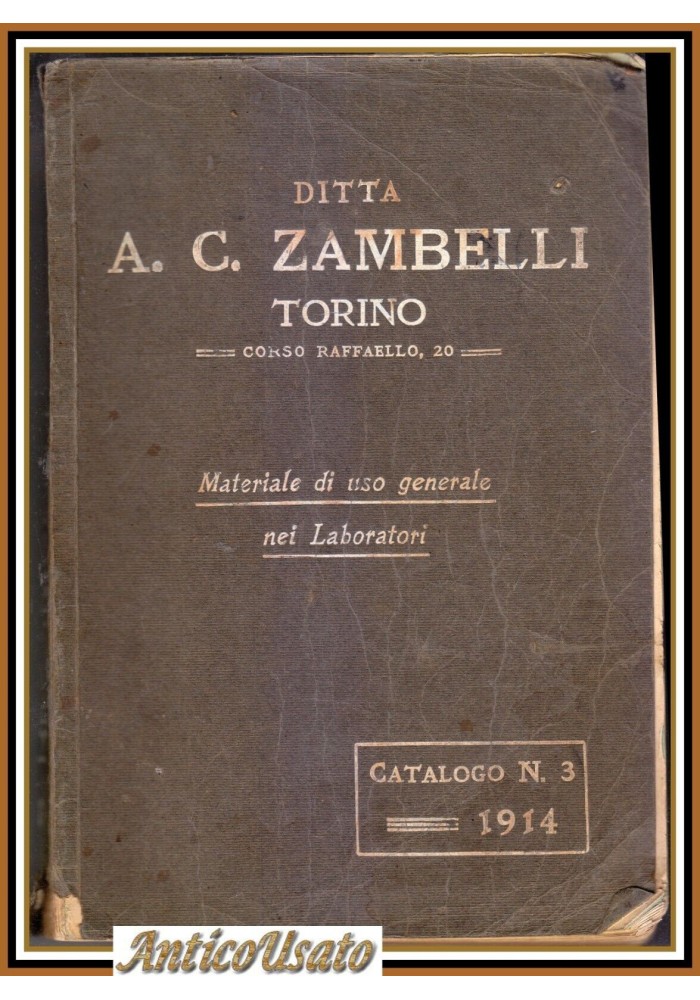 DITTA
A. C. ZAMBELLI
TORINO
CORSO RAFFAELLO, 20
Materiale di uso generale
nei Laboratori
CATALOGO N. 3
1914
AnticoUsato